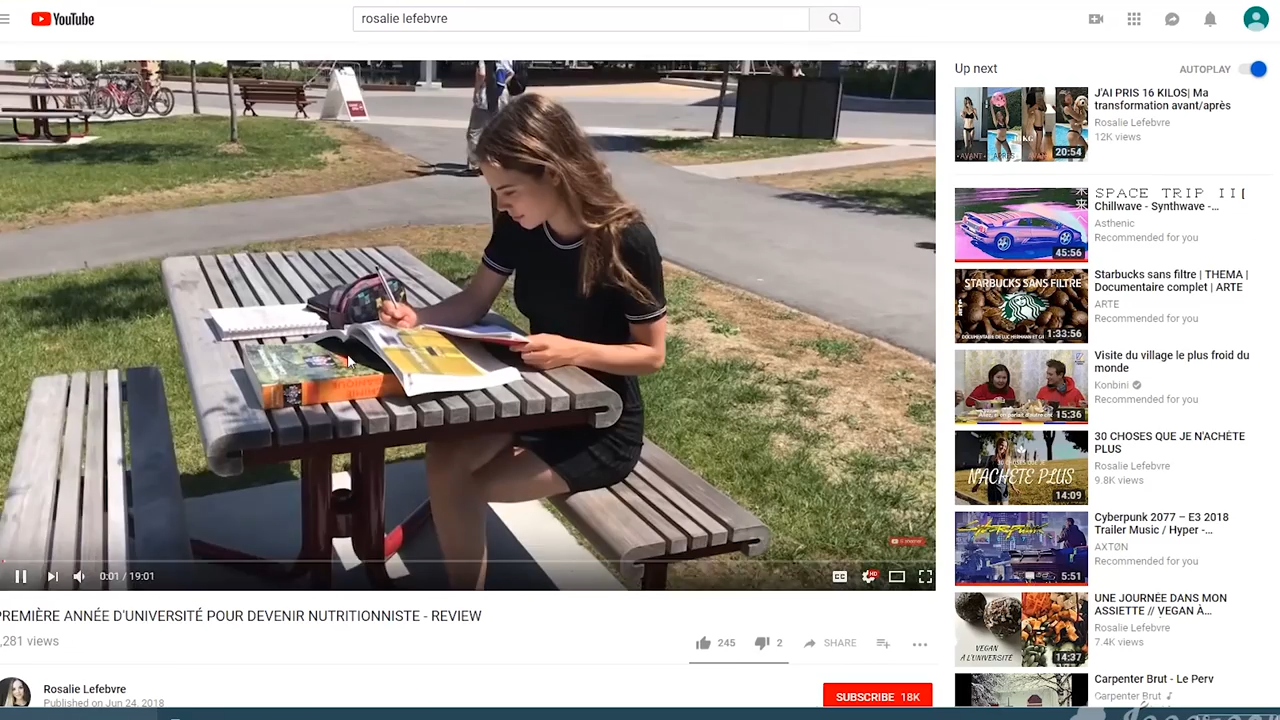 YouTube
rosalie lefebvre
Up next
AUTOPLAY
J'AI PRIS 16 KILOS| Ma
transformation avant/après
Rosalie Lefebvre
12K views
20:54
SPACE TRIP II [
Chillwave - Synthwave -...
Asthenic
Recommended for you
45:56
STARBUCKS SANS FILTRE
Starbucks sans filtre | THEMA |
Documentaire complet | ARTE
ARTE
Recommended for you
1:33:56
Visite du village le plus froid du
monde
Konbini
Recommended for you
15:36
30 CHOSES QUE JE N'ACHÈTE
PLUS
Rosalie Lefebvre
9.8K views
30 CHOSES QUE JE
N'ACHÈTE
PLUS
14:09
Cyberpunk 2077 – E3 2018
Trailer Music / Hyper -...
AXTØN
Recommended for you
5:51
UNE JOURNÉE DANS MON
ASSIETTE // VEGAN À...
Rosalie Lefebvre
7.4K views
VEGAN
À L'UNIVERSITÉ
14:37
Carpenter Brut - Le Perv
Carpenter Brut
0:01 / 19:01
CC
HD
PREMIÈRE ANNÉE D'UNIVERSITÉ POUR DEVENIR NUTRITIONNISTE - REVIEW
,281 views
245
2
SHARE
Rosalie Lefebvre
Published on Jun 24, 2018
SUBSCRIBE 18K